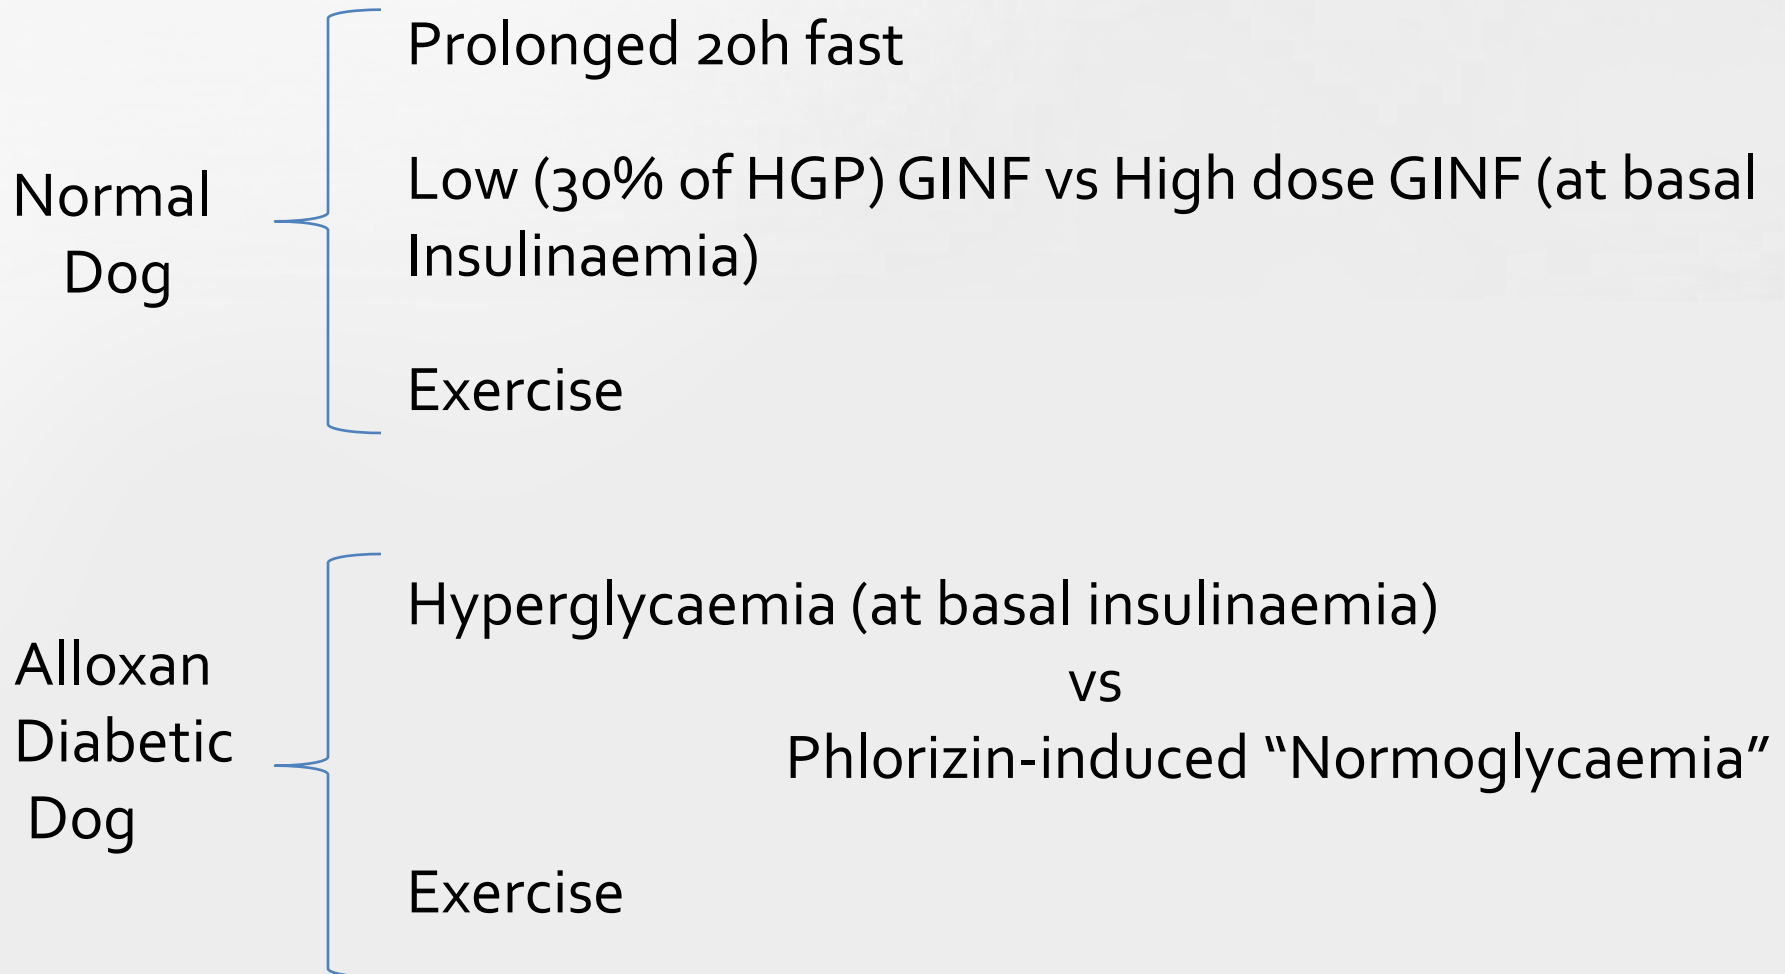 Normal
Dog
Prolonged 20h fast
Low (30% of HGP) GINF vs High dose GINF (at basal
Insulinaemia)
Exercise
Alloxan
Diabetic
Dog
Hyperglycaemia (at basal insulinaemia)
vs
Phlorizin-induced “Normoglycaemia”
Exercise